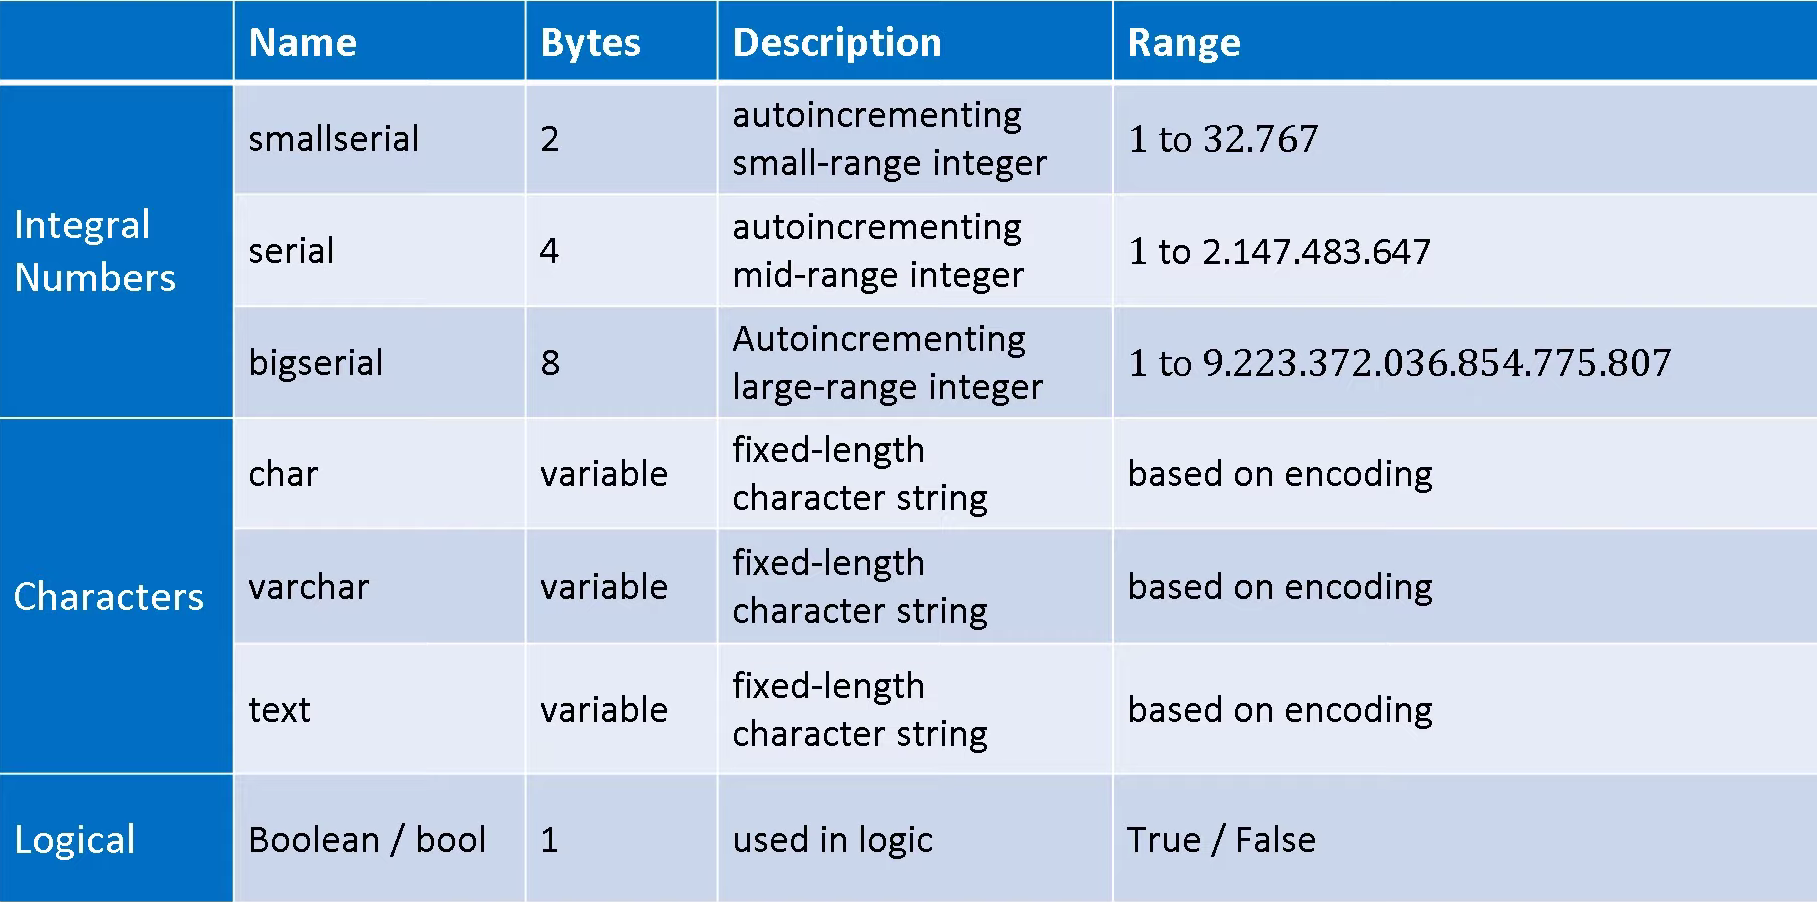 Name Bytes Description Range
Integral
Numbers
smallserial 2 autoincrementing
small-range integer 1 to 32.767
serial 4 autoincrementing
mid-range integer 1 to 2.147.483.647
bigserial 8 Autoincrementing
large-range integer 1 to 9.223.372.036.854.775.807
Characters
char variable fixed-length
character string based on encoding
varchar variable fixed-length
character string based on encoding
text variable fixed-length
character string based on encoding
Logical Boolean / bool 1 used in logic True / False